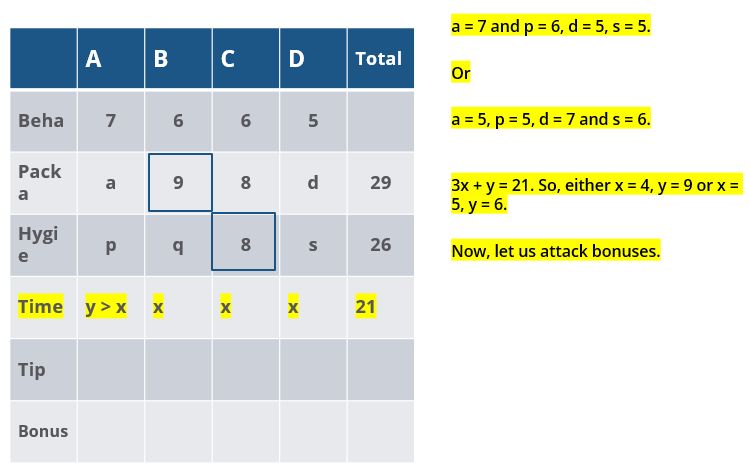 A B C D Total
Beha 7 6 6 5
Pack
a
a 9 8 d 29
Hygi
e
p q 8 s 26
Time y > x x x x 21
Tip
Bonus
a = 7 and p = 6, d = 5, s = 5.
Or
a = 5, p = 5, d = 7 and s = 6.
3x + y = 21. So, either x = 4, y = 9 or x =
5, y = 6.
Now, let us attack bonuses.